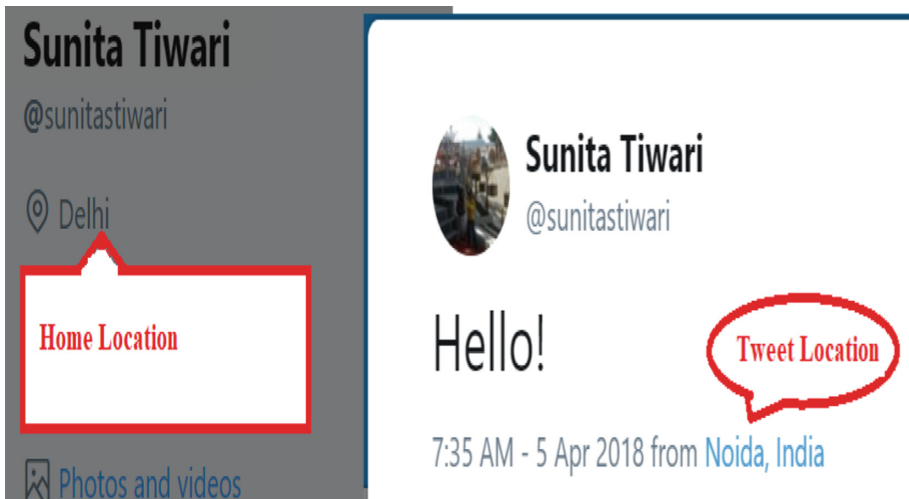 Sunita Tiwari
@sunitastiwari
Delhi
Home Location
Photos and videos
Sunita Tiwari
@sunitastiwari
Hello!
Tweet Location
7:35 AM - 5 Apr 2018 from Noida, India